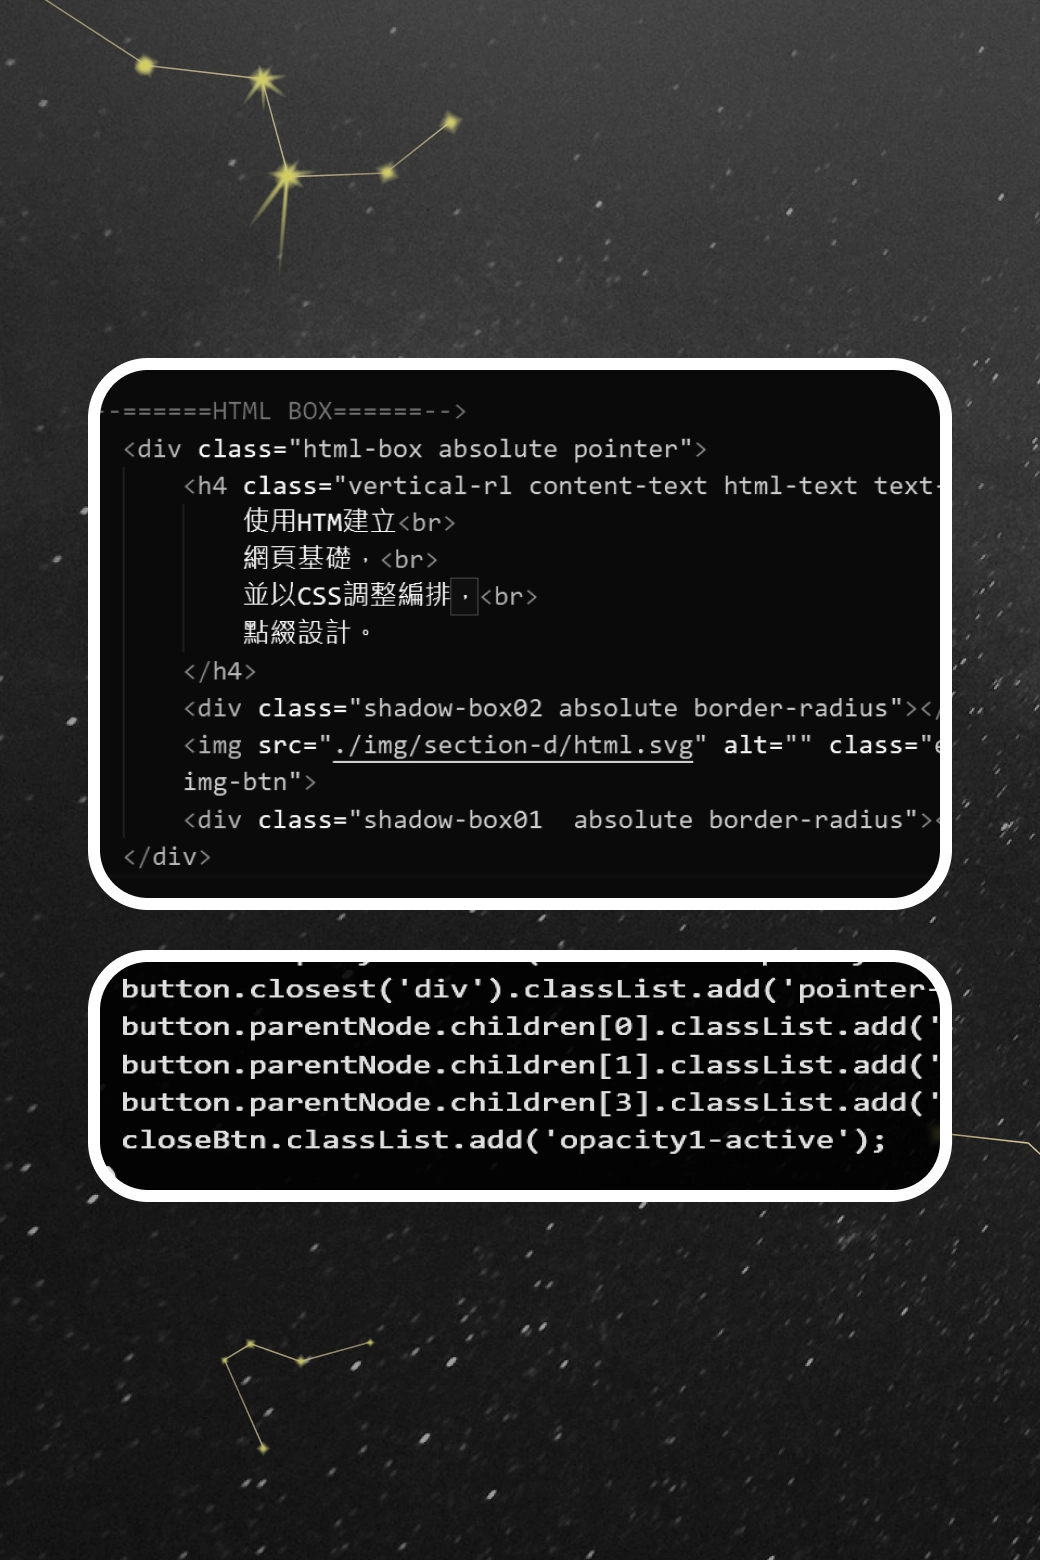 --======HTML BOX======-->
<div class="html-box absolute pointer">
<h4 class="vertical-rl content-text html-text text-
使用HTM建立<br>
網頁基礎，<br>
並以CSS調整編排，<br>
點綴設計。
</h4>
<div class="shadow-box02 absolute border-radius"></
<img src="./img/section-d/html.svg" alt="" class="e
img-btn">
<div class="shadow-box01  absolute border-radius"><
</div>
button.closest('div').classList.add('pointer-
button.parentNode.children[0].classList.add('
button.parentNode.children[1].classList.add('
button.parentNode.children[3].classList.add('
closeBtn.classList.add('opacity1-active');